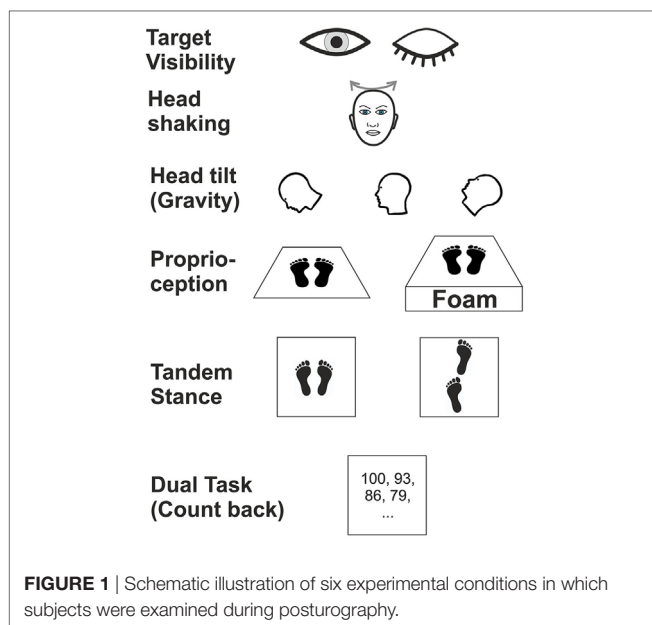 Target
Visibility
Head
shaking
Head tilt
(Gravity)
Proprio-
ception
Foam
Tandem
Stance
Dual Task
(Count back)
100, 93,
86, 79,
...
FIGURE 1 | Schematic illustration of six experimental conditions in which
subjects were examined during posturography.